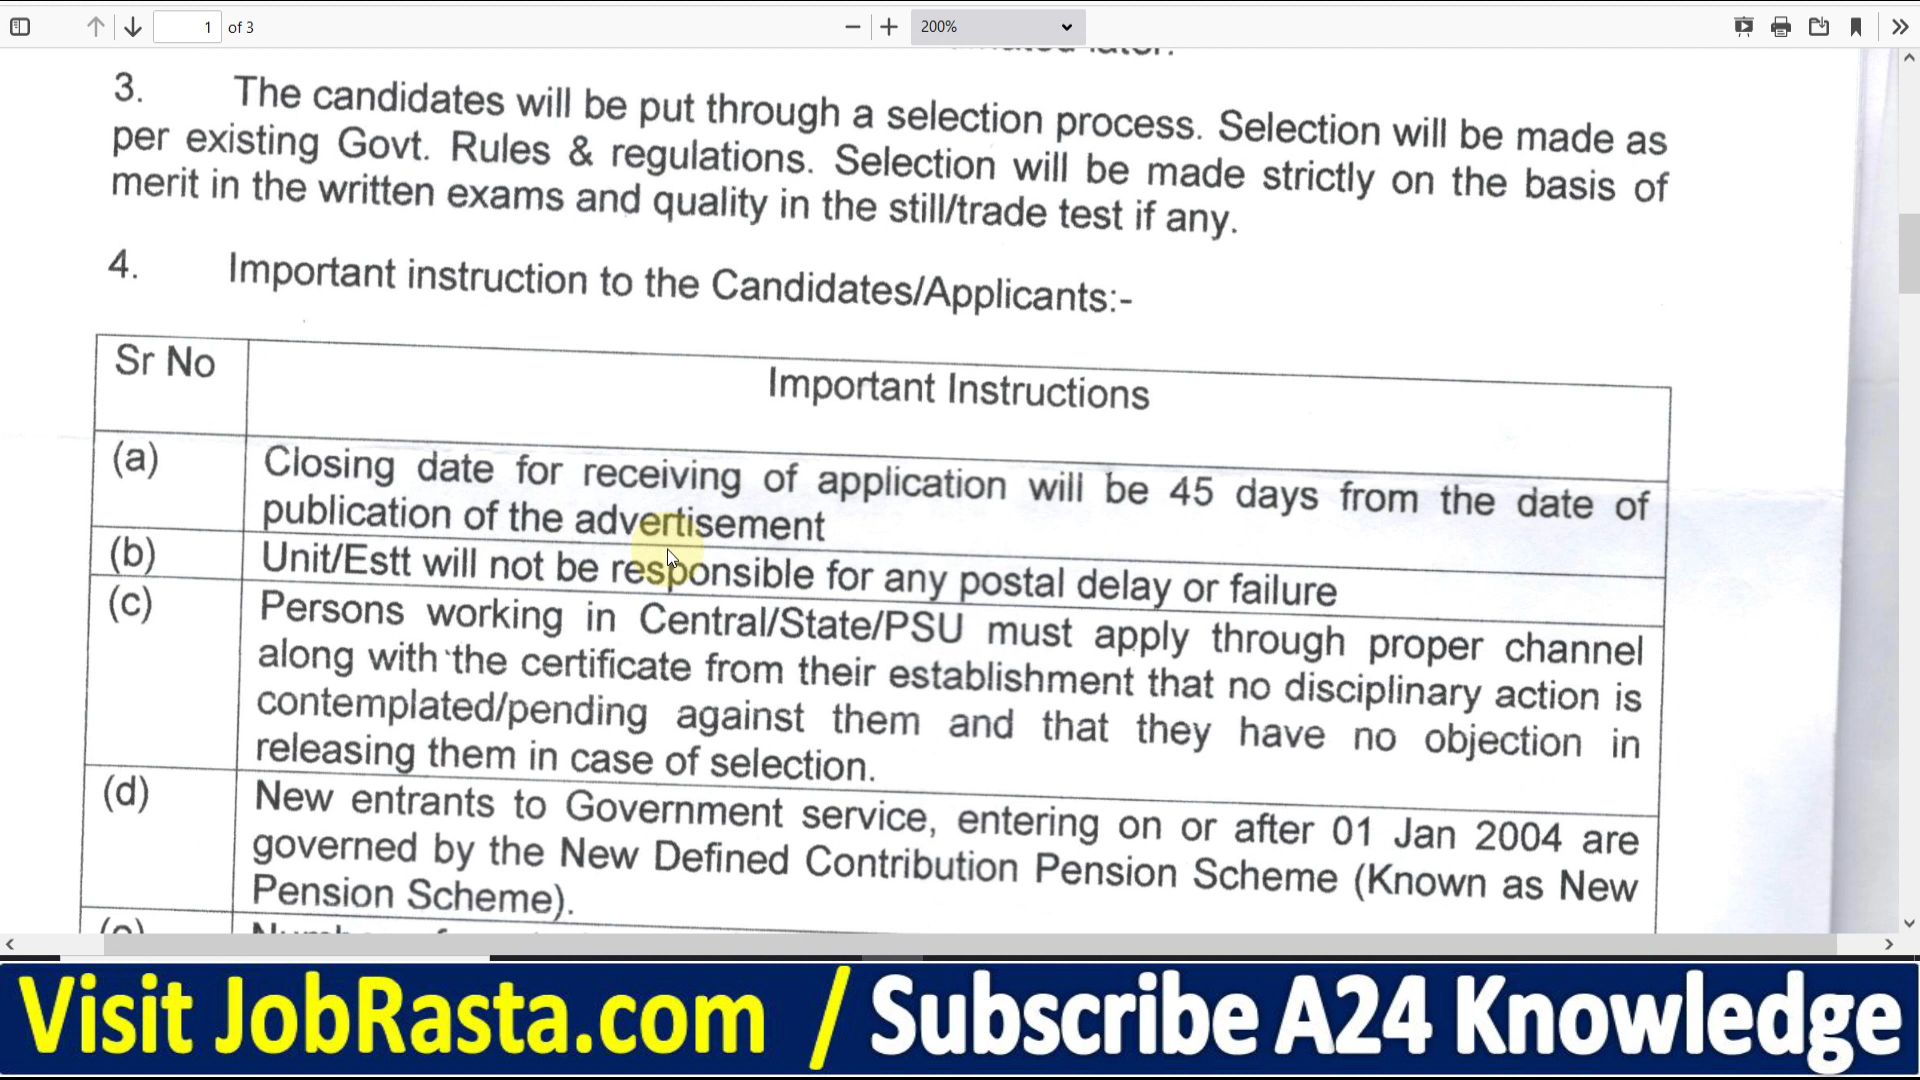 1 of 3
200%
3. The candidates will be put through a selection process. Selection will be made as
per existing Govt. Rules & regulations. Selection will be made strictly on the basis of
merit in the written exams and quality in the still/trade test if any.
4. Important instruction to the Candidates/Applicants:-
Sr No Important Instructions
(a) Closing date for receiving of application will be 45 days from the date of
publication of the advertisement
(b) Unit/Estt will not be responsible for any postal delay or failure
(c) Persons working in Central/State/PSU must apply through proper channel
along with the certificate from their establishment that no disciplinary action is
contemplated/pending against them and that they have no objection in
releasing them in case of selection.
(d) New entrants to Government service, entering on or after 01 Jan 2004 are
governed by the New Defined Contribution Pension Scheme (Known as New
Pension Scheme).
Visit JobRasta.com / Subscribe A24 Knowledge